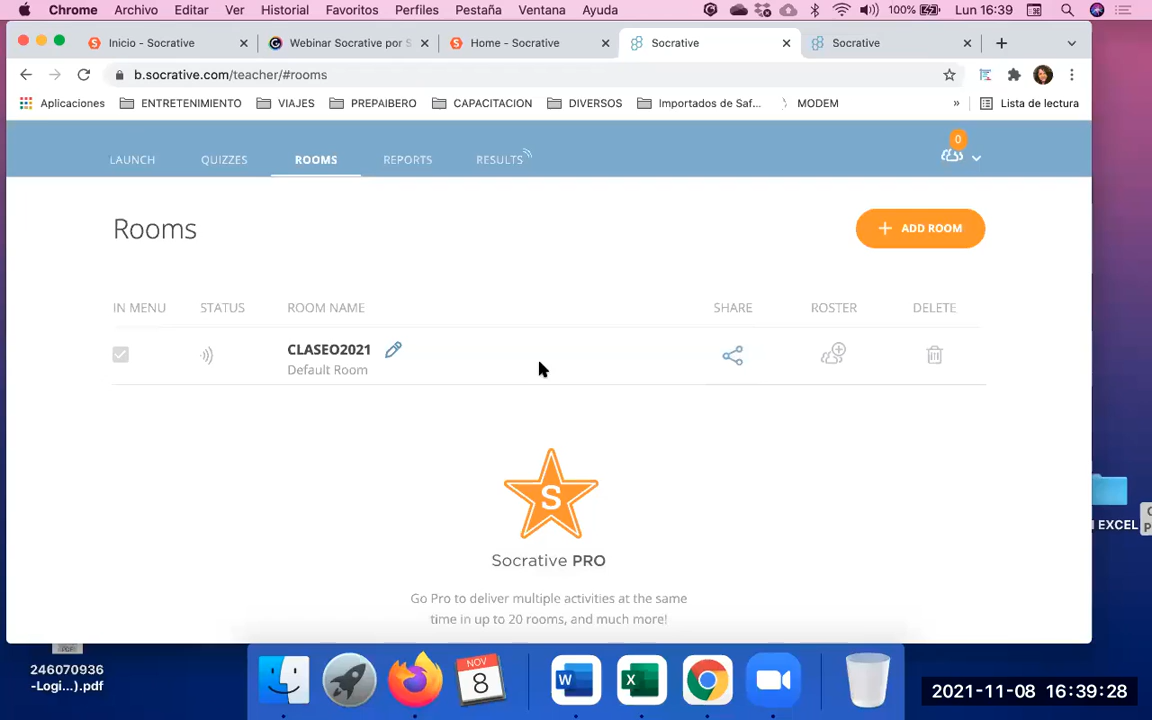 Chrome Archivo Editar Ver Historial Favoritos Perfiles Pestaña Ventana Ayuda 100% Lun 16:39
Inicio - Socrative Webinar Socrative por S Home - Socrative Socrative Socrative
b.socrative.com/teacher/#rooms
Aplicaciones ENTRETENIMIENTO VIAJES PREPAIBERO CAPACITACION DIVERSOS Importados de Saf... MODEM » Lista de lectura
LAUNCH QUIZZES ROOMS REPORTS RESULTS 0
Rooms + ADD ROOM
IN MENU STATUS ROOM NAME SHARE ROSTER DELETE
CLASEO2021
Default Room
S
EXCEL
Socrative PRO
Go Pro to deliver multiple activities at the same
time in up to 20 rooms, and much more!
246070936
-Logi...).pdf
NOV
8
W
X
2021-11-08 16:39:28